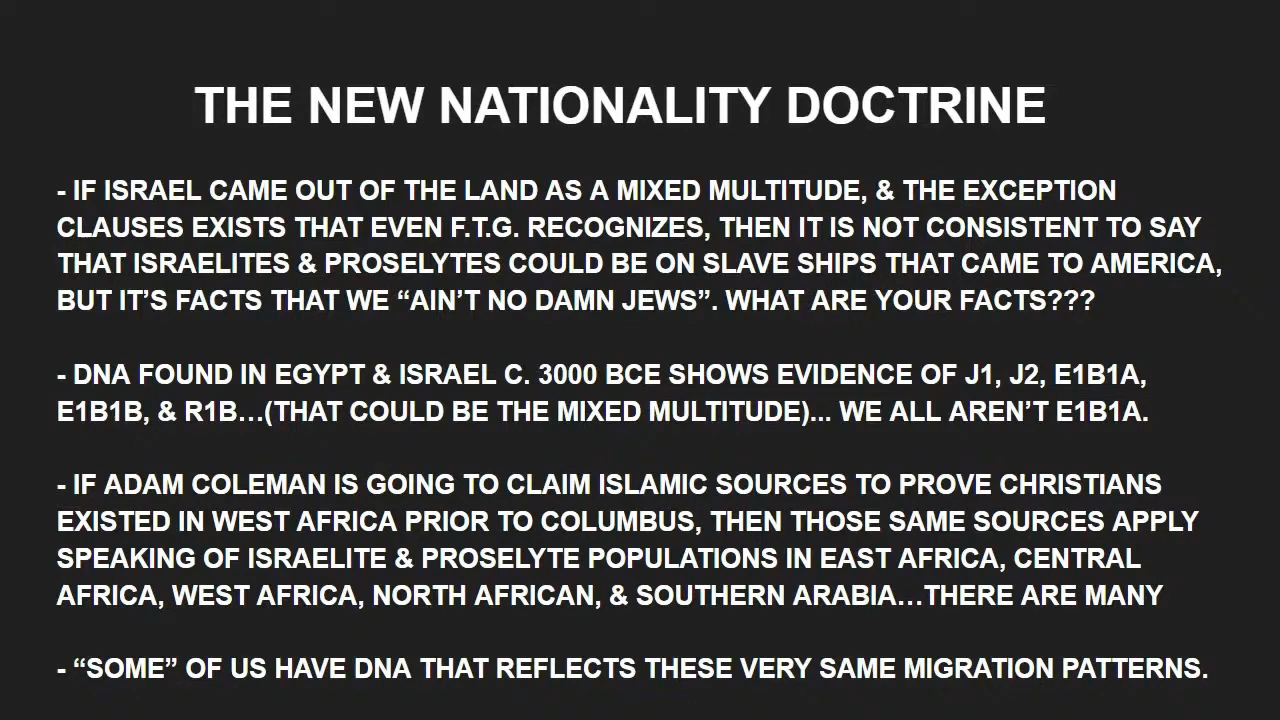 THE NEW NATIONALITY DOCTRINE
- IF ISRAEL CAME OUT OF THE LAND AS A MIXED MULTITUDE, & THE EXCEPTION
CLAUSES EXISTS THAT EVEN F.T.G. RECOGNIZES, THEN IT IS NOT CONSISTENT TO SAY
THAT ISRAELITES & PROSELYTES COULD BE ON SLAVE SHIPS THAT CAME TO AMERICA,
BUT IT’S FACTS THAT WE “AIN’T NO DAMN JEWS”. WHAT ARE YOUR FACTS???
- DNA FOUND IN EGYPT & ISRAEL C. 3000 BCE SHOWS EVIDENCE OF J1, J2, E1B1A,
E1B1B, & R1B…(THAT COULD BE THE MIXED MULTITUDE)... WE ALL AREN’T E1B1A.
- IF ADAM COLEMAN IS GOING TO CLAIM ISLAMIC SOURCES TO PROVE CHRISTIANS
EXISTED IN WEST AFRICA PRIOR TO COLUMBUS, THEN THOSE SAME SOURCES APPLY
SPEAKING OF ISRAELITE & PROSELYTE POPULATIONS IN EAST AFRICA, CENTRAL
AFRICA, WEST AFRICA, NORTH AFRICAN, & SOUTHERN ARABIA…THERE ARE MANY
- “SOME” OF US HAVE DNA THAT REFLECTS THESE VERY SAME MIGRATION PATTERNS.